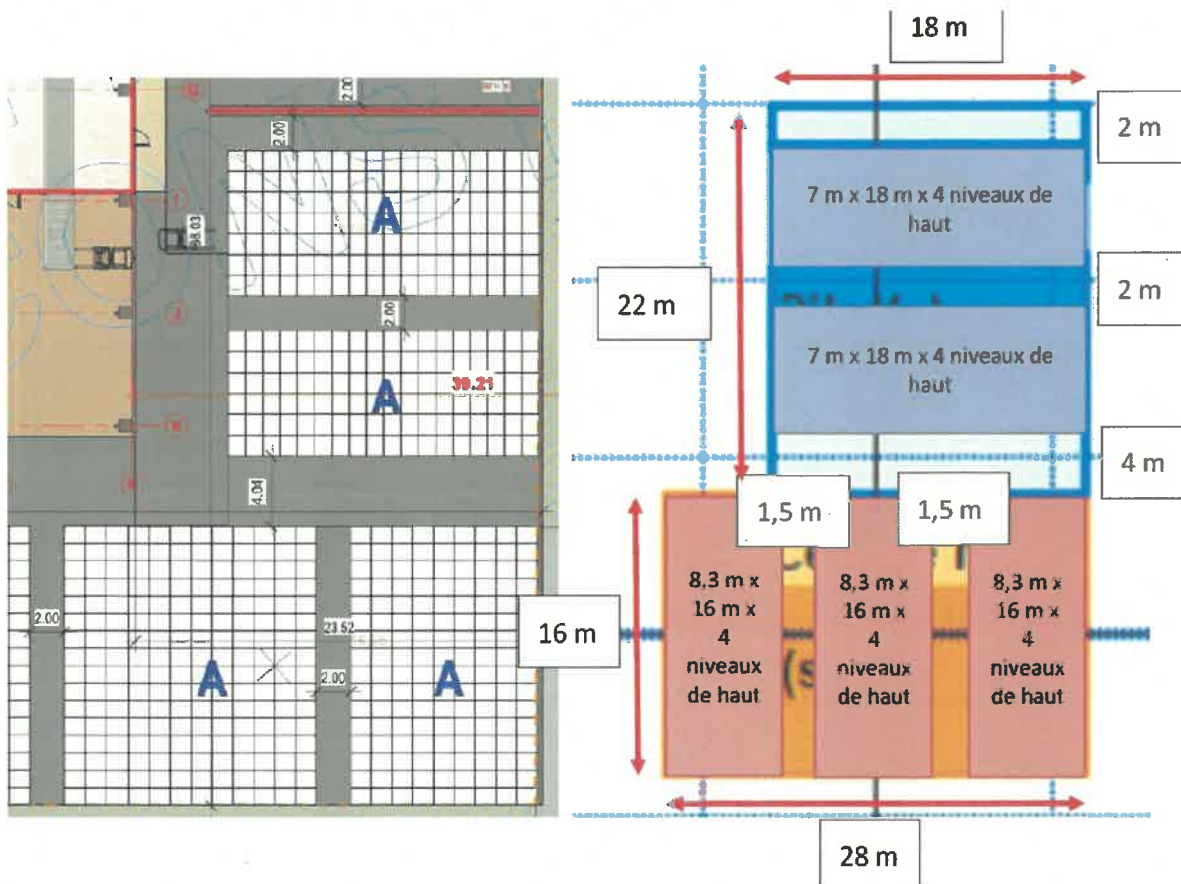 2.00
2.00
A
38.03
2.00
A
39.21
4.04
2.00
23.52
2.00
A
A
18 m
2 m
7 m x 18 m x 4 niveaux de
haut
22 m
2 m
7 m x 18 m x 4 niveaux de
haut
4 m
1,5 m
1,5 m
8,3 m x
16 m x
4
niveaux
de haut
8,3 m x
16 m x
4
niveaux
de haut
8,3 m x
16 m x
4
niveaux
de haut
16 m
(s
28 m